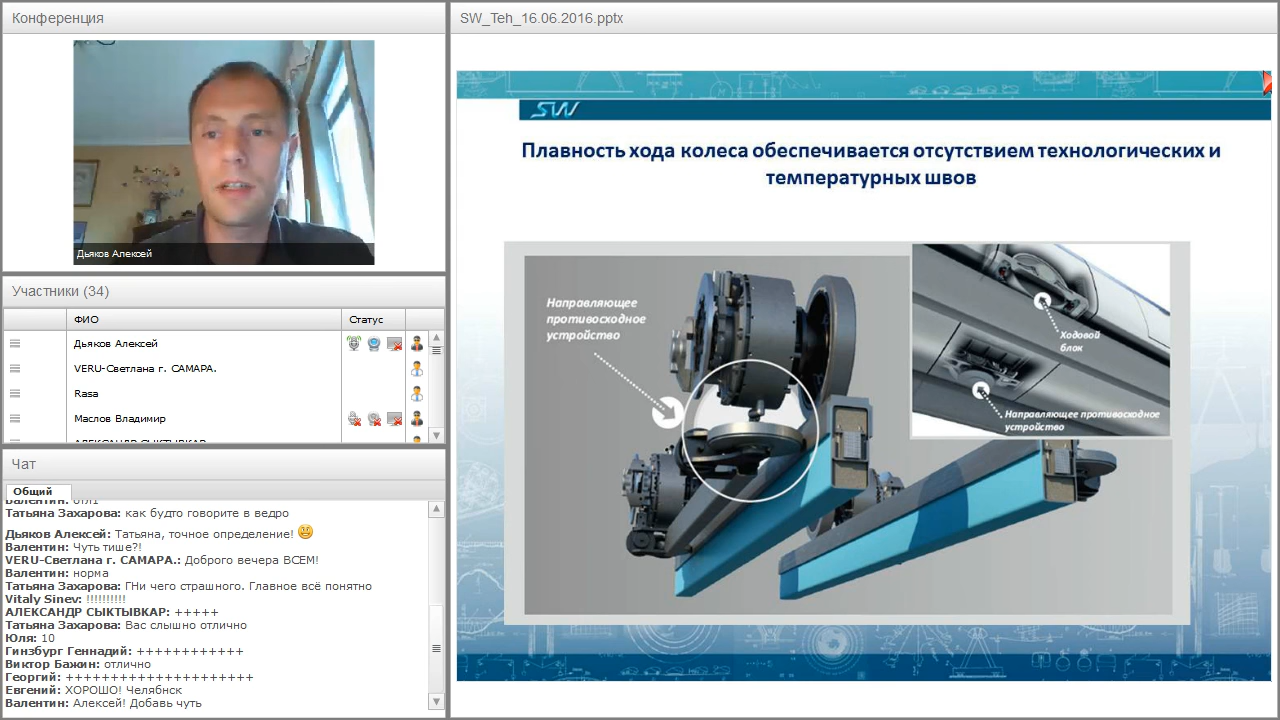 Конференция
Дьяков Алексей
Участники (34)
ФИО
Статус
Дьяков Алексей
VERU-Светлана г. САМАРА.
Rasa
Маслов Владимир
АЛЕКСАНДР СЫКТЫВКАР
Чат
Общий
Валентин:
Татьяна Захарова: как будто говорите в ведро
Дьяков Алексей: Татьяна, точное определение!
Валентин: Чуть тише?!
VERU-Светлана г. САМАРА.: Доброго вечера ВСЕМ!
Валентин: норма
Татьяна Захарова: ГНи чего страшного. Главное всё понятно
Vitaly Sinev: !!!!!!!!!!
АЛЕКСАНДР СЫКТЫВКАР: +++++
Татьяна Захарова: Вас слышно отлично
Юля: 10
Гинзбург Геннадий: ++++++++++++
Виктор Бажин: отлично
Георгий: +++++++++++++++++++++
Евгений: ХОРОШО! Челябнск
Валентин: Алексей! Добавь чуть
SW_Teh_16.06.2016.pptx
SW
Плавность хода колеса обеспечивается отсутствием технологических и
температурных швов
Направляющее
противосходное
устройство
Ходовой
блок
Направляющее противосходное
устройство